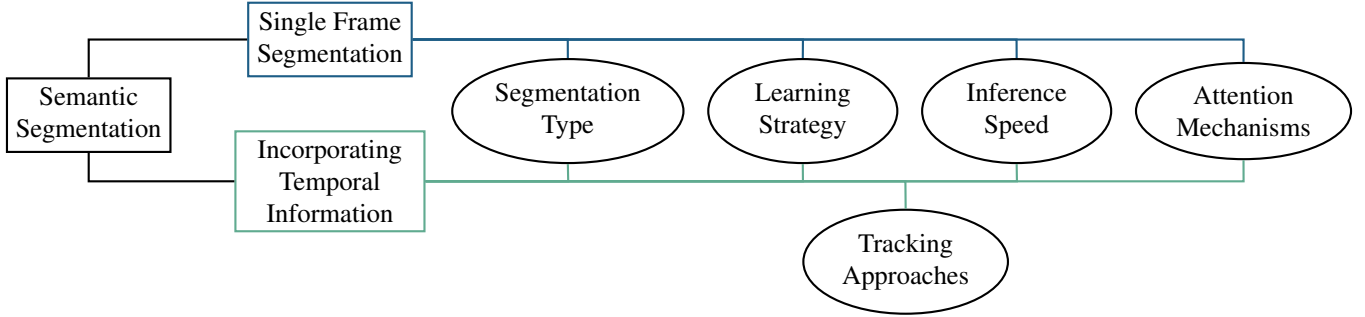 Single Frame
Segmentation
Semantic
Segmentation
Incorporating
Temporal
Information
Segmentation
Type
Learning
Strategy
Inference
Speed
Attention
Mechanisms
Tracking
Approaches